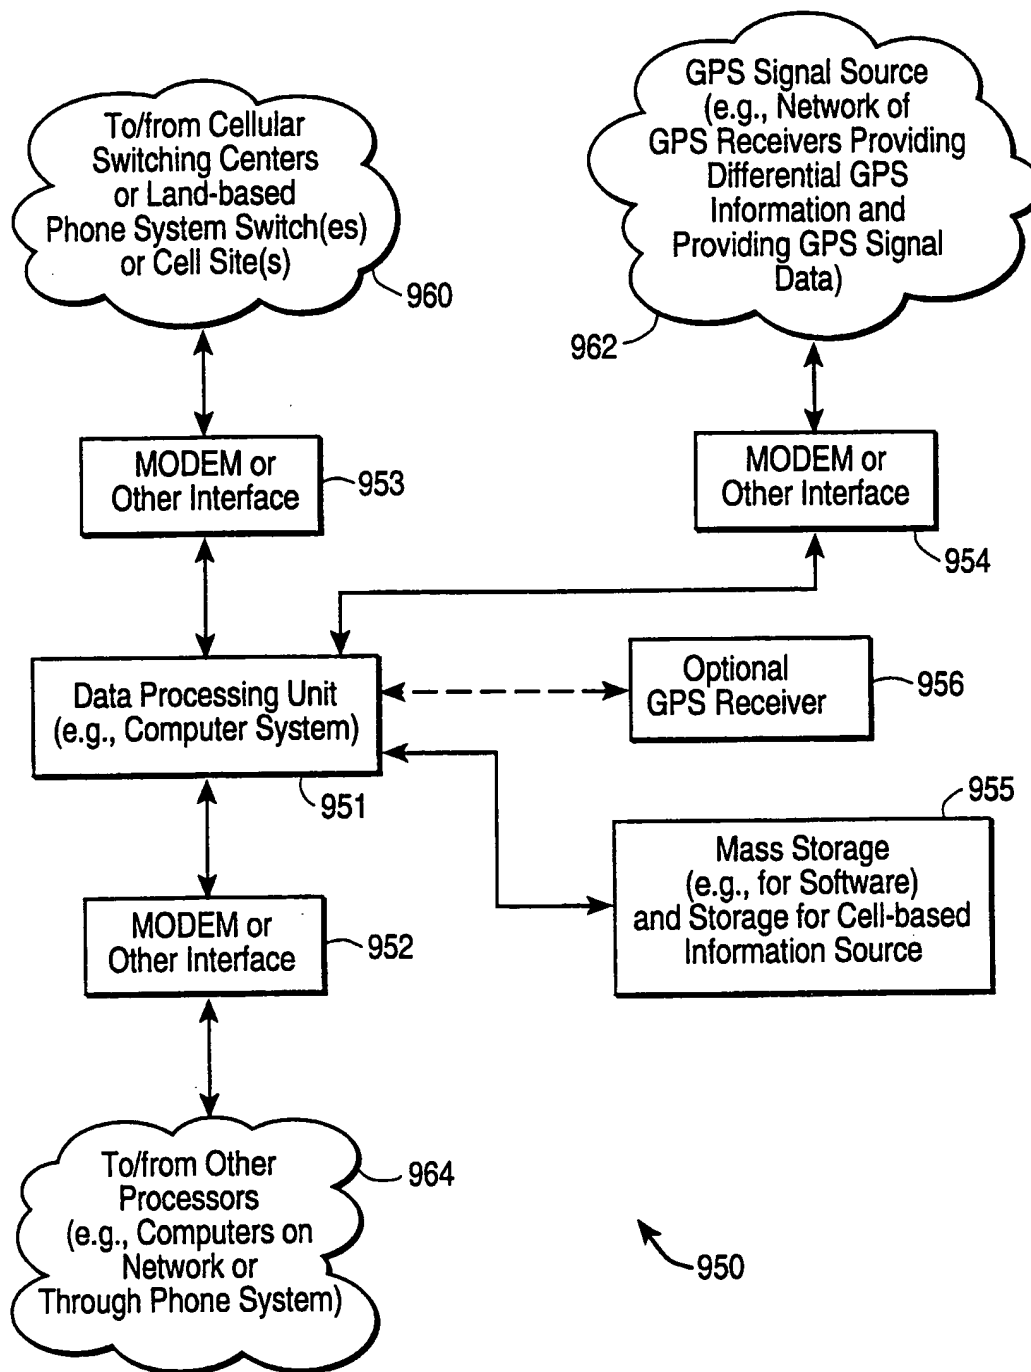 To/from Cellular
Switching Centers
or Land-based
Phone System Switch(es)
or Cell Site(s)
960
GPS Signal Source
(e.g., Network of
GPS Receivers Providing
Differential GPS
Information and
Providing GPS Signal
Data)
962
MODEM or
Other Interface
953
MODEM or
Other Interface
954
Data Processing Unit
(e.g., Computer System)
951
Optional
GPS Receiver
956
955
Mass Storage
(e.g., for Software)
and Storage for Cell-based
Information Source
MODEM or
Other Interface
952
To/from Other
Processors
(e.g., Computers on
Network or
Through Phone System)
964
950